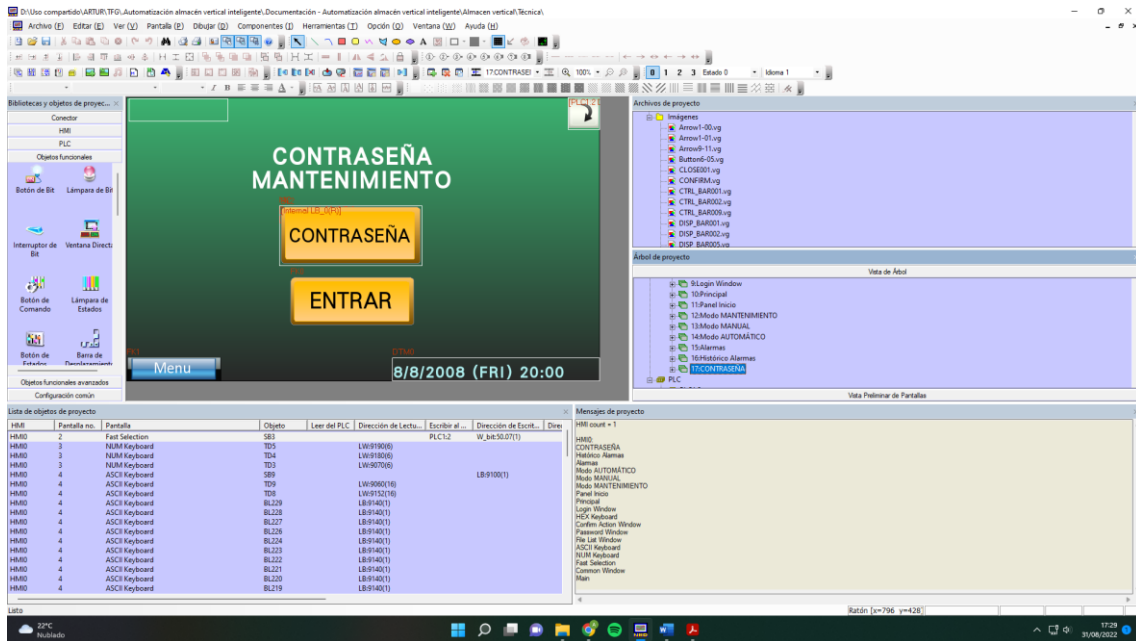 D:\Uso compartido\ARTUR\TFG\.Automatización almacén vertical inteligente\.Documentación - Automatización almacén vertical inteligente\Almacen vertical\Técnica\
Archivo (F) Editar (E) Ver (V) Pantalla (P) Dibujar (D) Componentes (I) Herramientas (T) Opción (O) Ventana (W) Ayuda (H)
17:CONTRASEI 100% 0 1 2 3 Estado 0 Idioma 1
Bibliotecas y objetos de proyec...
Conector
HMI
PLC
Objetos funcionales
Botón de Bit Lámpara de Bit
Interruptor de Bit Ventana Directa
Botón de Comando Lámpara de Estados
Botón de Estados Barra de Desplazamiento
Objetos funcionales avanzados
Configuración común
CONTRASEÑA
MANTENIMIENTO
[Internal LB_0(F0)]
CONTRASEÑA
ENTRAR
FK1
Menu
DTM0
8/8/2008 (FRI) 20:00
Archivos de proyecto
Imágenes
Arrow1-00.vg
Arrow1-01.vg
Arrow9-11.vg
Button6-05.vg
CLOSE001.vg
CONFIRM.vg
CTRL_BAR001.vg
CTRL_BAR002.vg
CTRL_BAR009.vg
DISP_BAR001.vg
DISP_BAR002.vg
DISP_BAR005.vg
Árbol de proyecto
Vista de Árbol
9:Login Window
10:Principal
11:Panel Inicio
12:Modo MANTENIMIENTO
13:Modo MANUAL
14:Modo AUTOMÁTICO
15:Alarmas
16:Histórico Alarmas
17:CONTRASEÑA
PLC
Vista Preliminar de Pantallas
Lista de objetos de proyecto
HMI Pantalla no. Pantalla Objeto Leer del PLC Dirección de Lectu... Escribir al ... Dirección de Escrit... Direc
HMI0 2 Fast Selection SB3 PLC1:2 W_bit:50.07(1)
HMI0 3 NUM Keyboard TD5 LW:9190(6)
HMI0 3 NUM Keyboard TD4 LW:9180(6)
HMI0 3 NUM Keyboard TD3 LW:9070(6)
HMI0 4 ASCII Keyboard SB9 LB:9100(1)
HMI0 4 ASCII Keyboard TD9 LW:9060(16)
HMI0 4 ASCII Keyboard TD8 LW:9152(16)
HMI0 4 ASCII Keyboard BL229 LB:9140(1)
HMI0 4 ASCII Keyboard BL228 LB:9140(1)
HMI0 4 ASCII Keyboard BL227 LB:9140(1)
HMI0 4 ASCII Keyboard BL226 LB:9140(1)
HMI0 4 ASCII Keyboard BL224 LB:9140(1)
HMI0 4 ASCII Keyboard BL223 LB:9140(1)
HMI0 4 ASCII Keyboard BL222 LB:9140(1)
HMI0 4 ASCII Keyboard BL221 LB:9140(1)
HMI0 4 ASCII Keyboard BL220 LB:9140(1)
HMI0 4 ASCII Keyboard BL219 LB:9140(1)
Mensajes de proyecto
HMI count = 1
HMI0:
CONTRASEÑA
Histórico Alarmas
Alarmas
Modo AUTOMÁTICO
Modo MANUAL
Modo MANTENIMIENTO
Panel Inicio
Principal
Login Window
HEX Keyboard
Confirm Action Window
Password Window
File List Window
ASCII Keyboard
NUM Keyboard
Fast Selection
Common Window
Main
Listo
Ratón [x=796 y=428]
22°C
Nublado
17:29
31/08/2022